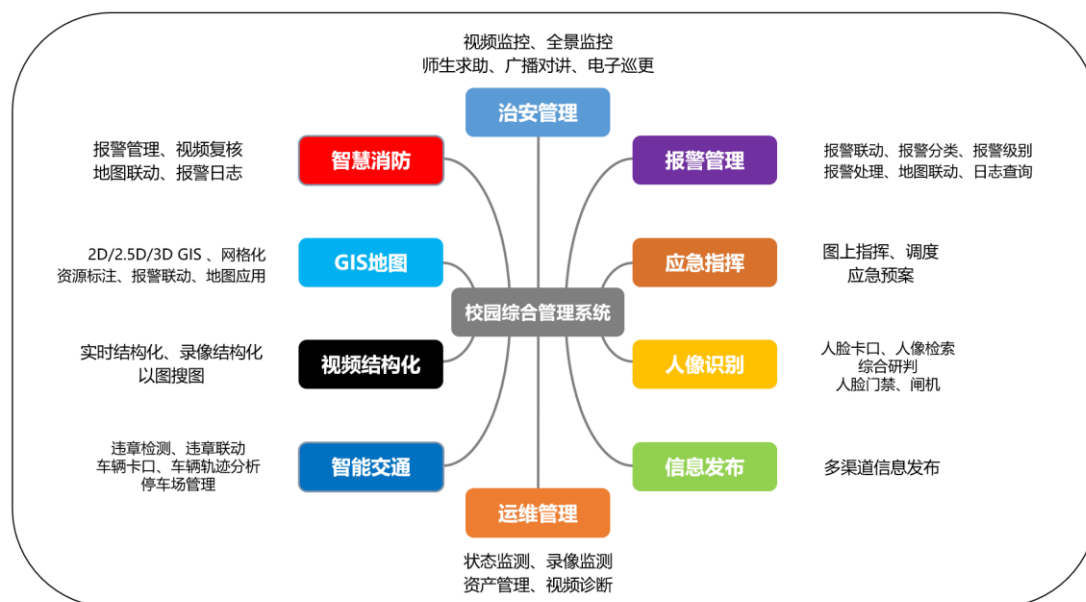 视频监控、全景监控
师生求助、广播对讲、电子巡更
治安管理
报警管理、视频复核
地图联动、报警日志
智慧消防
报警管理
报警联动、报警分类、报警级别
报警处理、地图联动、日志查询
2D/2.5D/3D GIS 、网格化
资源标注、报警联动、地图应用
GIS地图
应急指挥
图上指挥、调度
应急预案
校园综合管理系统
实时结构化、录像结构化
以图搜图
视频结构化
人像识别
人脸卡口、人像检索
综合研判
人脸门禁、闸机
违章检测、违章联动
车辆卡口、车辆轨迹分析
停车场管理
智能交通
信息发布
多渠道信息发布
运维管理
状态监测、录像监测
资产管理、视频诊断